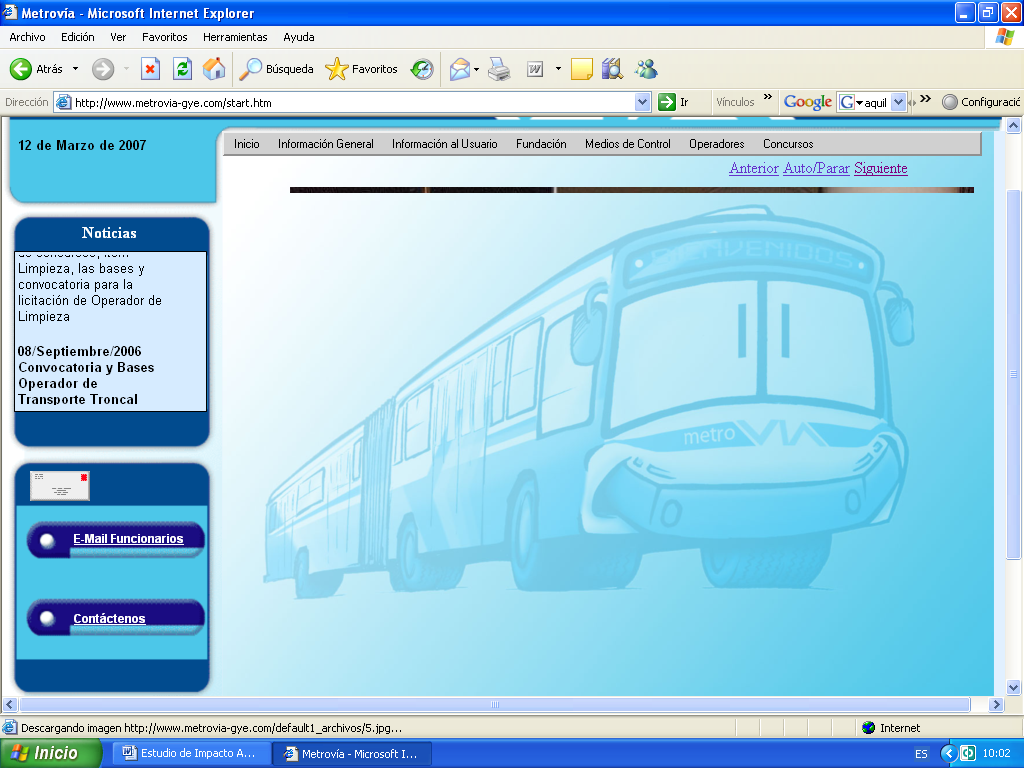 Metrovía - Microsoft Internet Explorer
Archivo Edición Ver Favoritos Herramientas Ayuda
Atrás Búsqueda Favoritos
Dirección http://www.metrovia-gye.com/start.htm Ir Vínculos » Google G aquil » Configuració
12 de Marzo de 2007
Inicio Información General Información al Usuario Fundación Medios de Control Operadores Concursos
Anterior Auto/Parar Siguiente
Noticias
Limpieza, las bases y
convocatoria para la
licitación de Operador de
Limpieza
08/Septiembre/2006
Convocatoria y Bases
Operador de
Transporte Troncal
BIENVENIDOS
metro VIA
E-Mail Funcionarios
Contáctenos
Descargando imagen http://www.metrovia-gye.com/default1_archivos/5.jpg... Internet
Inicio Estudio de Impacto A... Metrovía - Microsoft I... ES 10:02